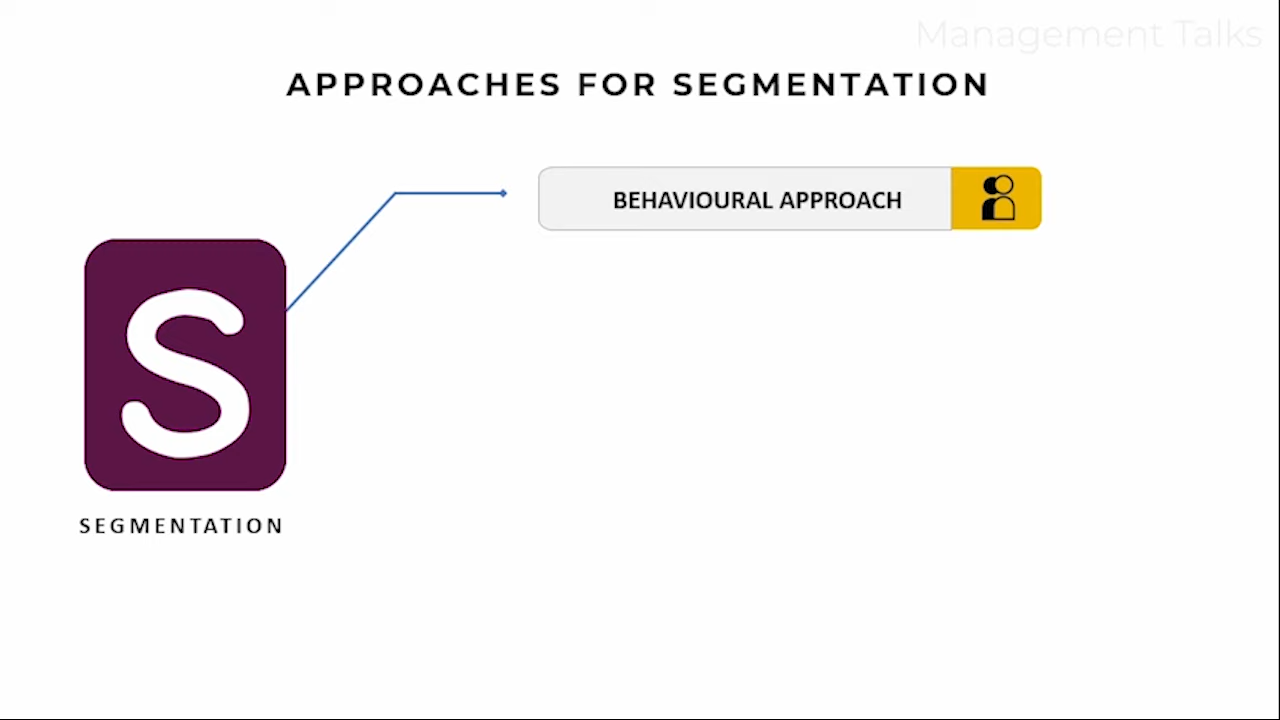 Management Talks
APPROACHES FOR SEGMENTATION
BEHAVIOURAL APPROACH
S
SEGMENTATION